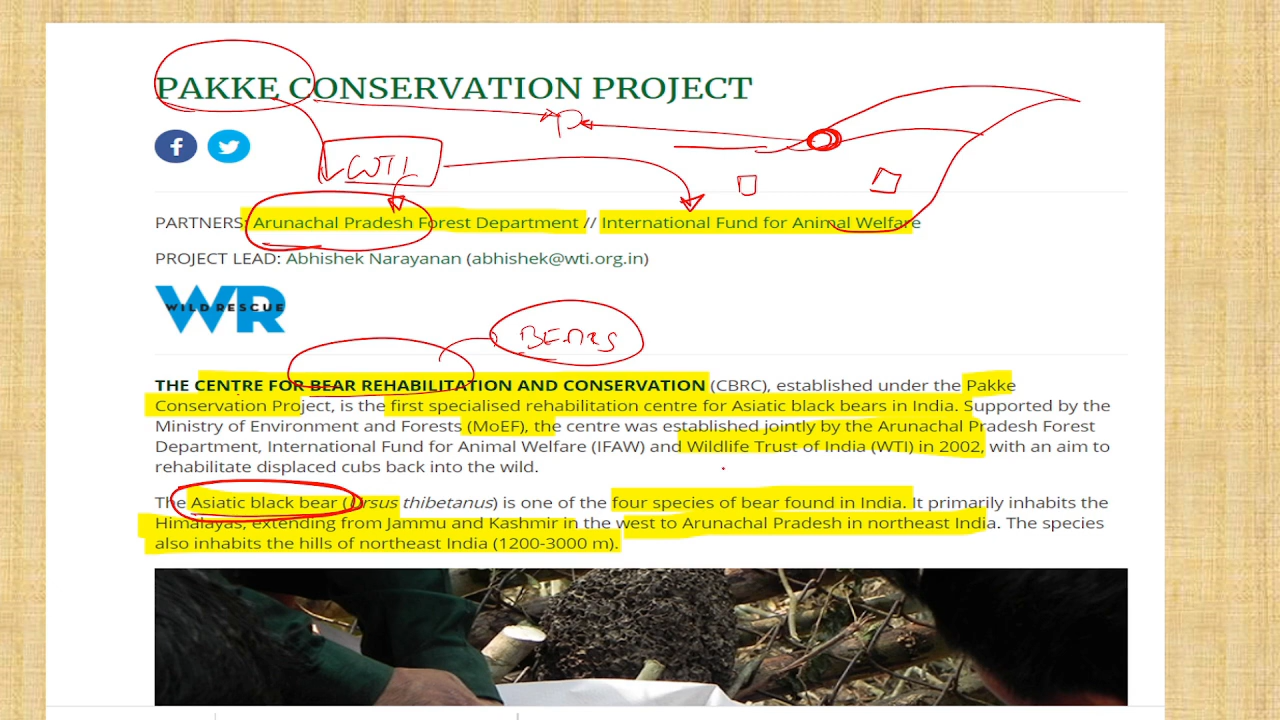 PAKKE CONSERVATION PROJECT
P
WTI
PARTNERS: Arunachal Pradesh Forest Department // International Fund for Animal Welfare
PROJECT LEAD: Abhishek Narayanan (abhishek@wti.org.in)
WR
WILD RESCUE
BEARS
THE CENTRE FOR BEAR REHABILITATION AND CONSERVATION (CBRC), established under the Pakke
Conservation Project, is the first specialised rehabilitation centre for Asiatic black bears in India. Supported by the
Ministry of Environment and Forests (MoEF), the centre was established jointly by the Arunachal Pradesh Forest
Department, International Fund for Animal Welfare (IFAW) and Wildlife Trust of India (WTI) in 2002, with an aim to
rehabilitate displaced cubs back into the wild.
The Asiatic black bear (Ursus thibetanus) is one of the four species of bear found in India. It primarily inhabits the
Himalayas, extending from Jammu and Kashmir in the west to Arunachal Pradesh in northeast India. The species
also inhabits the hills of northeast India (1200-3000 m).